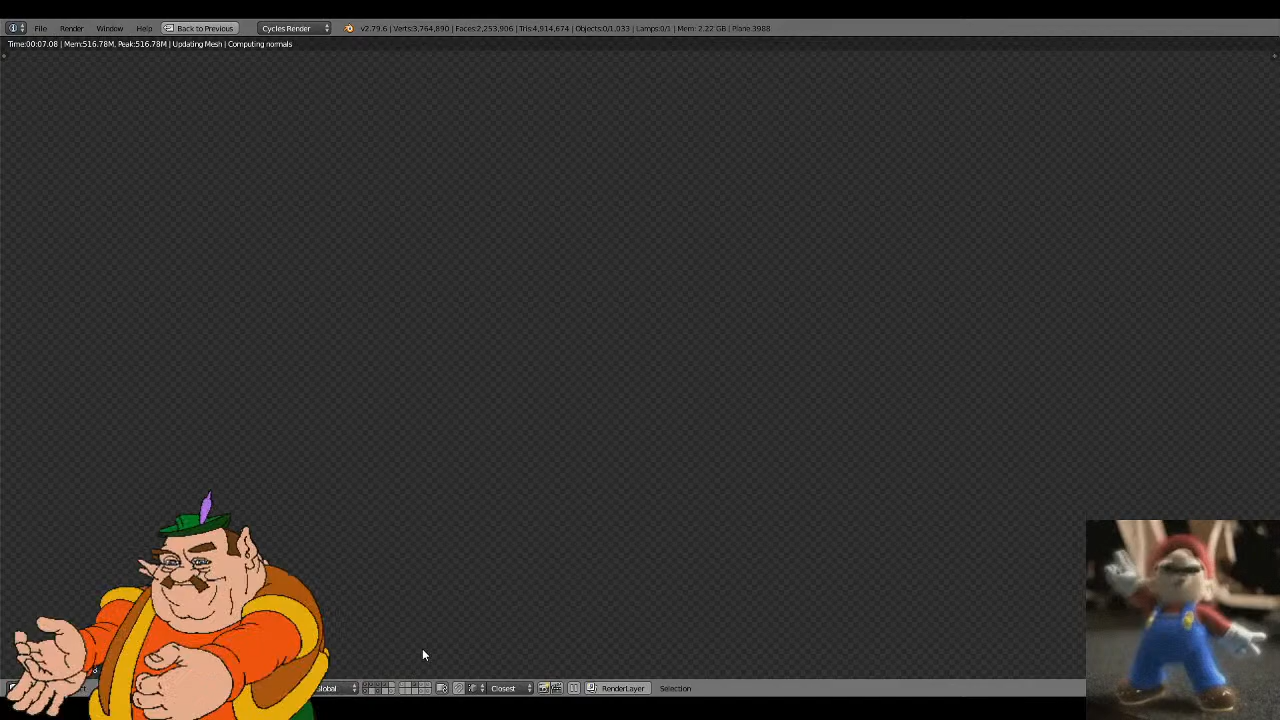 File Render Window Help Back to Previous Cycles Render v2.79.6 | Verts:3,764,890 | Faces:2,253,906 | Tris:4,914,674 | Objects:0/1,033 | Lamps:0/1 | Mem: 2.22 GB | Plane.3988
Time:00:07.08 | Mem:516.78M, Peak:516.78M | Updating Mesh | Computing normals
Global Closest RenderLayer Selection